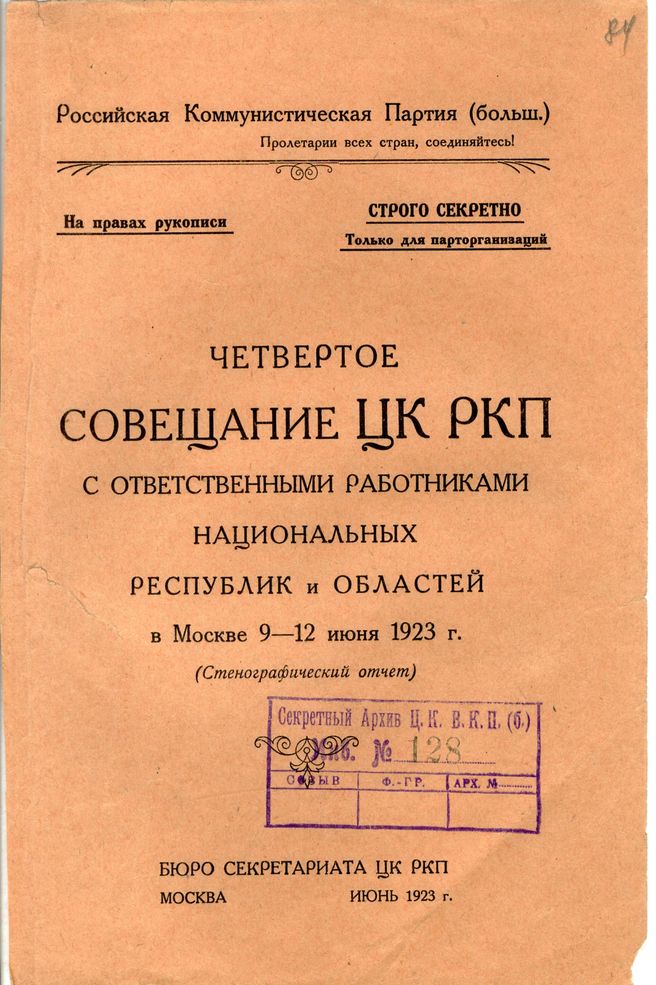 84
Российская Коммунистическая Партия (больш.)
Пролетарии всех стран, соединяйтесь!
На правах рукописи
СТРОГО СЕКРЕТНО
Только для парторганизаций
ЧЕТВЕРТОЕ
СОВЕЩАНИЕ ЦК РКП
С ОТВЕТСТВЕННЫМИ РАБОТНИКАМИ
НАЦИОНАЛЬНЫХ
РЕСПУБЛИК и ОБЛАСТЕЙ
в Москве 9—12 июня 1923 г.
(Стенографический отчет)
Секретный Архив Ц. К. В. К. П. (б.)
Инв. № 128
СОЗЫВ Ф.-ГР. АРХ. №
БЮРО СЕКРЕТАРИАТА ЦК РКП
МОСКВА ИЮНЬ 1923 г.